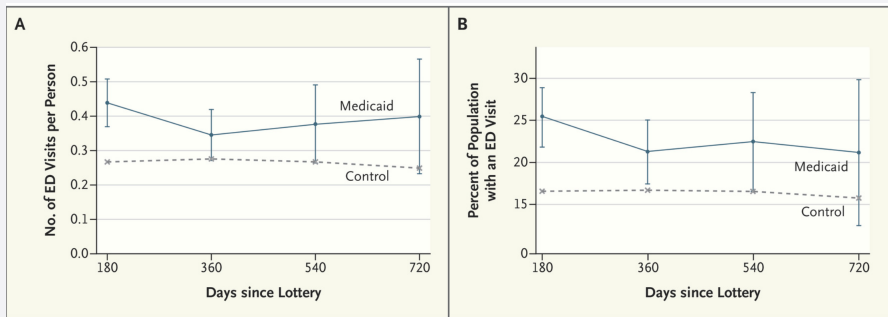 A
No. of ED Visits per Person
0.6
0.5
0.4
0.3
0.2
0.1
0.0
Medicaid
Control
180 360 540 720
Days since Lottery
B
Percent of Population
with an ED Visit
30
25
20
15
0
Medicaid
Control
180 360 540 720
Days since Lottery